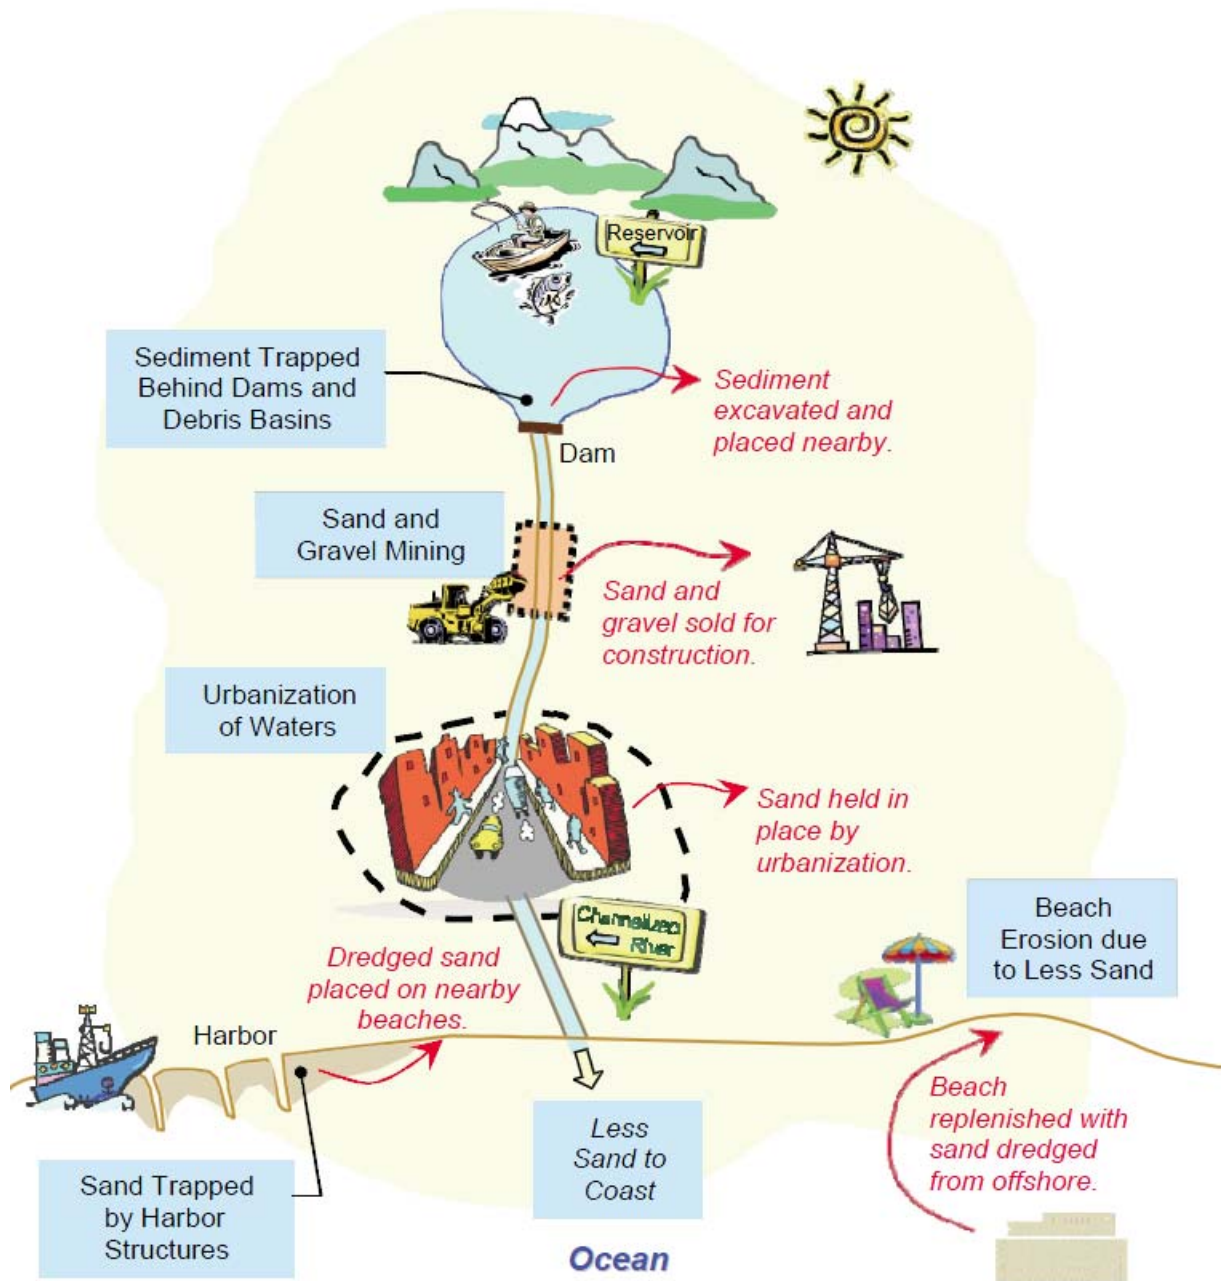 Reservoir
Sediment Trapped
Behind Dams and
Debris Basins
Sediment
excavated and
placed nearby.
Dam
Sand and
Gravel Mining
Sand and
gravel sold for
construction.
Urbanization
of Waters
Sand held in
place by
urbanization.
Channelized
River
Beach
Erosion due
to Less Sand
Dredged sand
placed on nearby
beaches.
Harbor
Beach
replenished with
sand dredged
from offshore.
Less
Sand to
Coast
Sand Trapped
by Harbor
Structures
Ocean